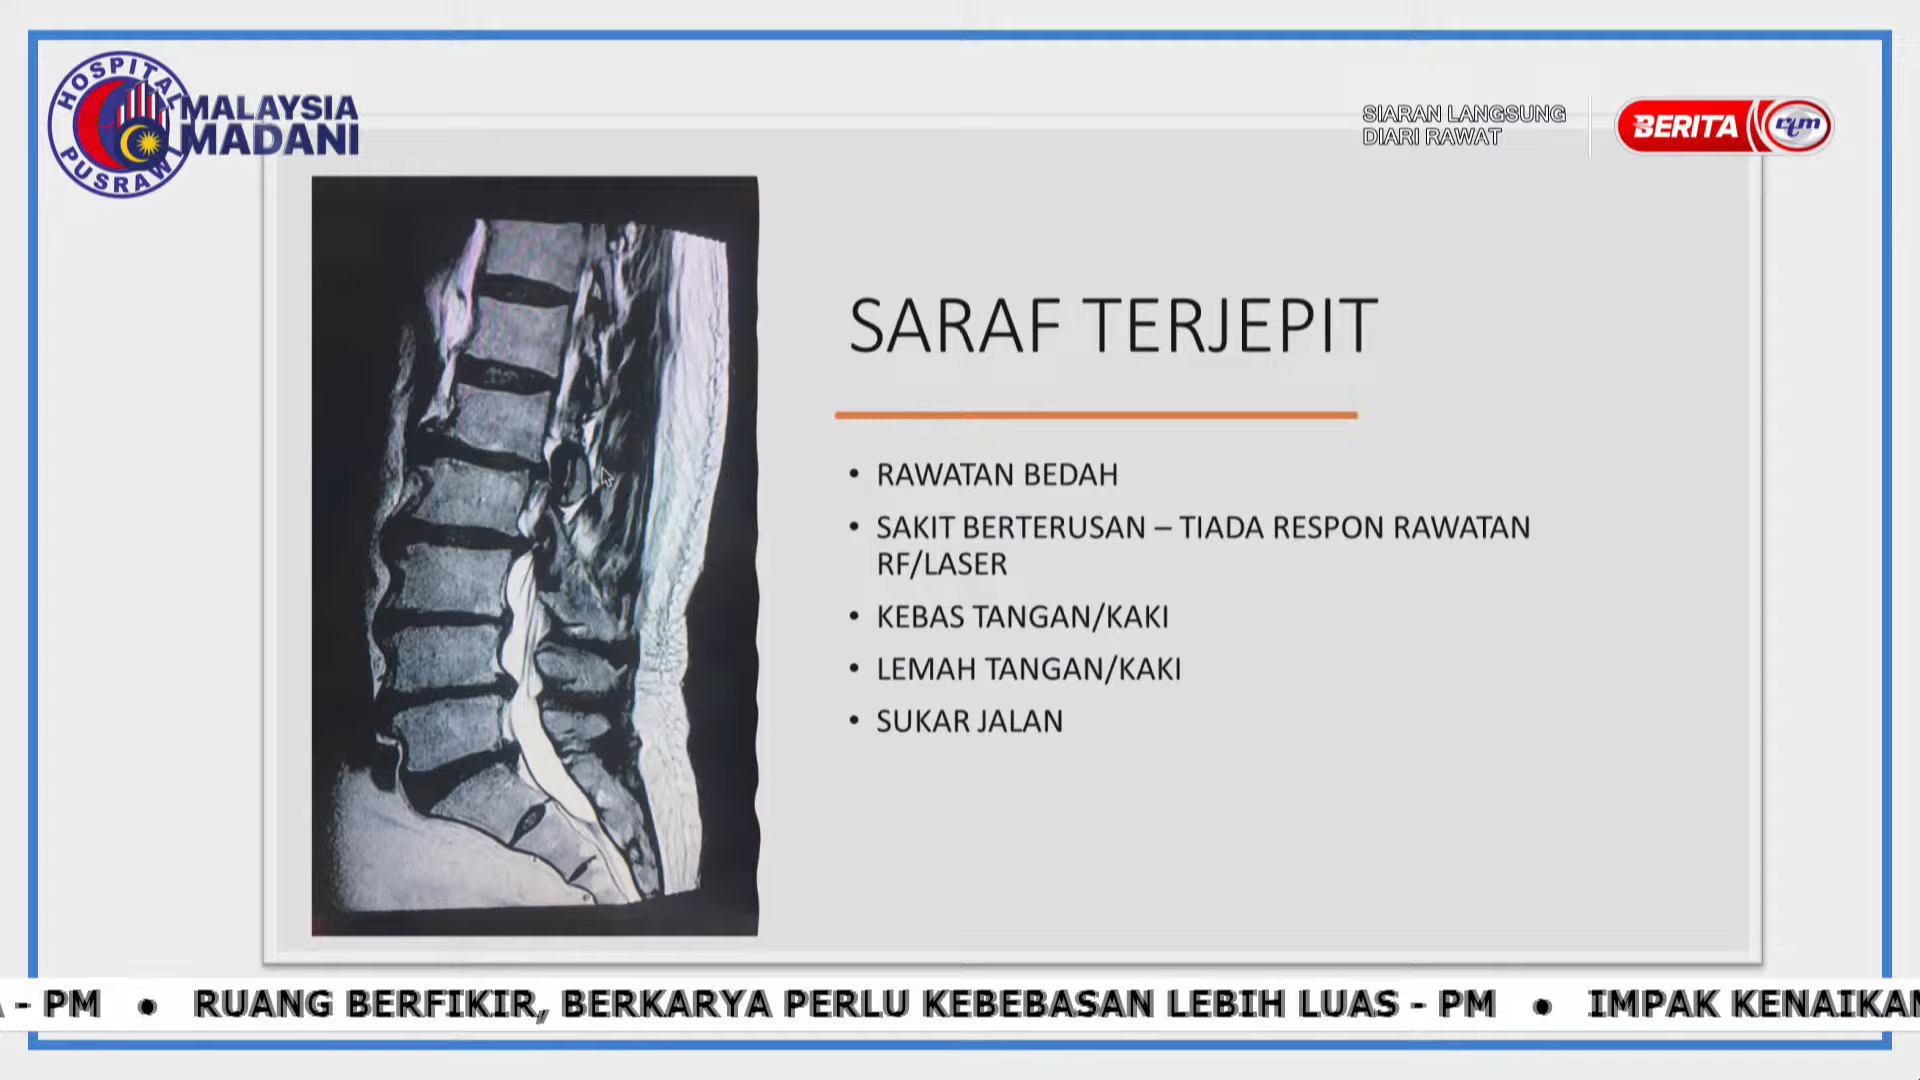 HOSPITAL
PUSRAWI
MALAYSIA
MADANI
SIARAN LANGSUNG
DIARI RAWAT
BERITA rtm
SARAF TERJEPIT
• RAWATAN BEDAH
• SAKIT BERTERUSAN – TIADA RESPON RAWATAN
RF/LASER
• KEBAS TANGAN/KAKI
• LEMAH TANGAN/KAKI
• SUKAR JALAN
- PM • RUANG BERFIKIR, BERKARYA PERLU KEBEBASAN LEBIH LUAS - PM • IMPAK KENAIKAN